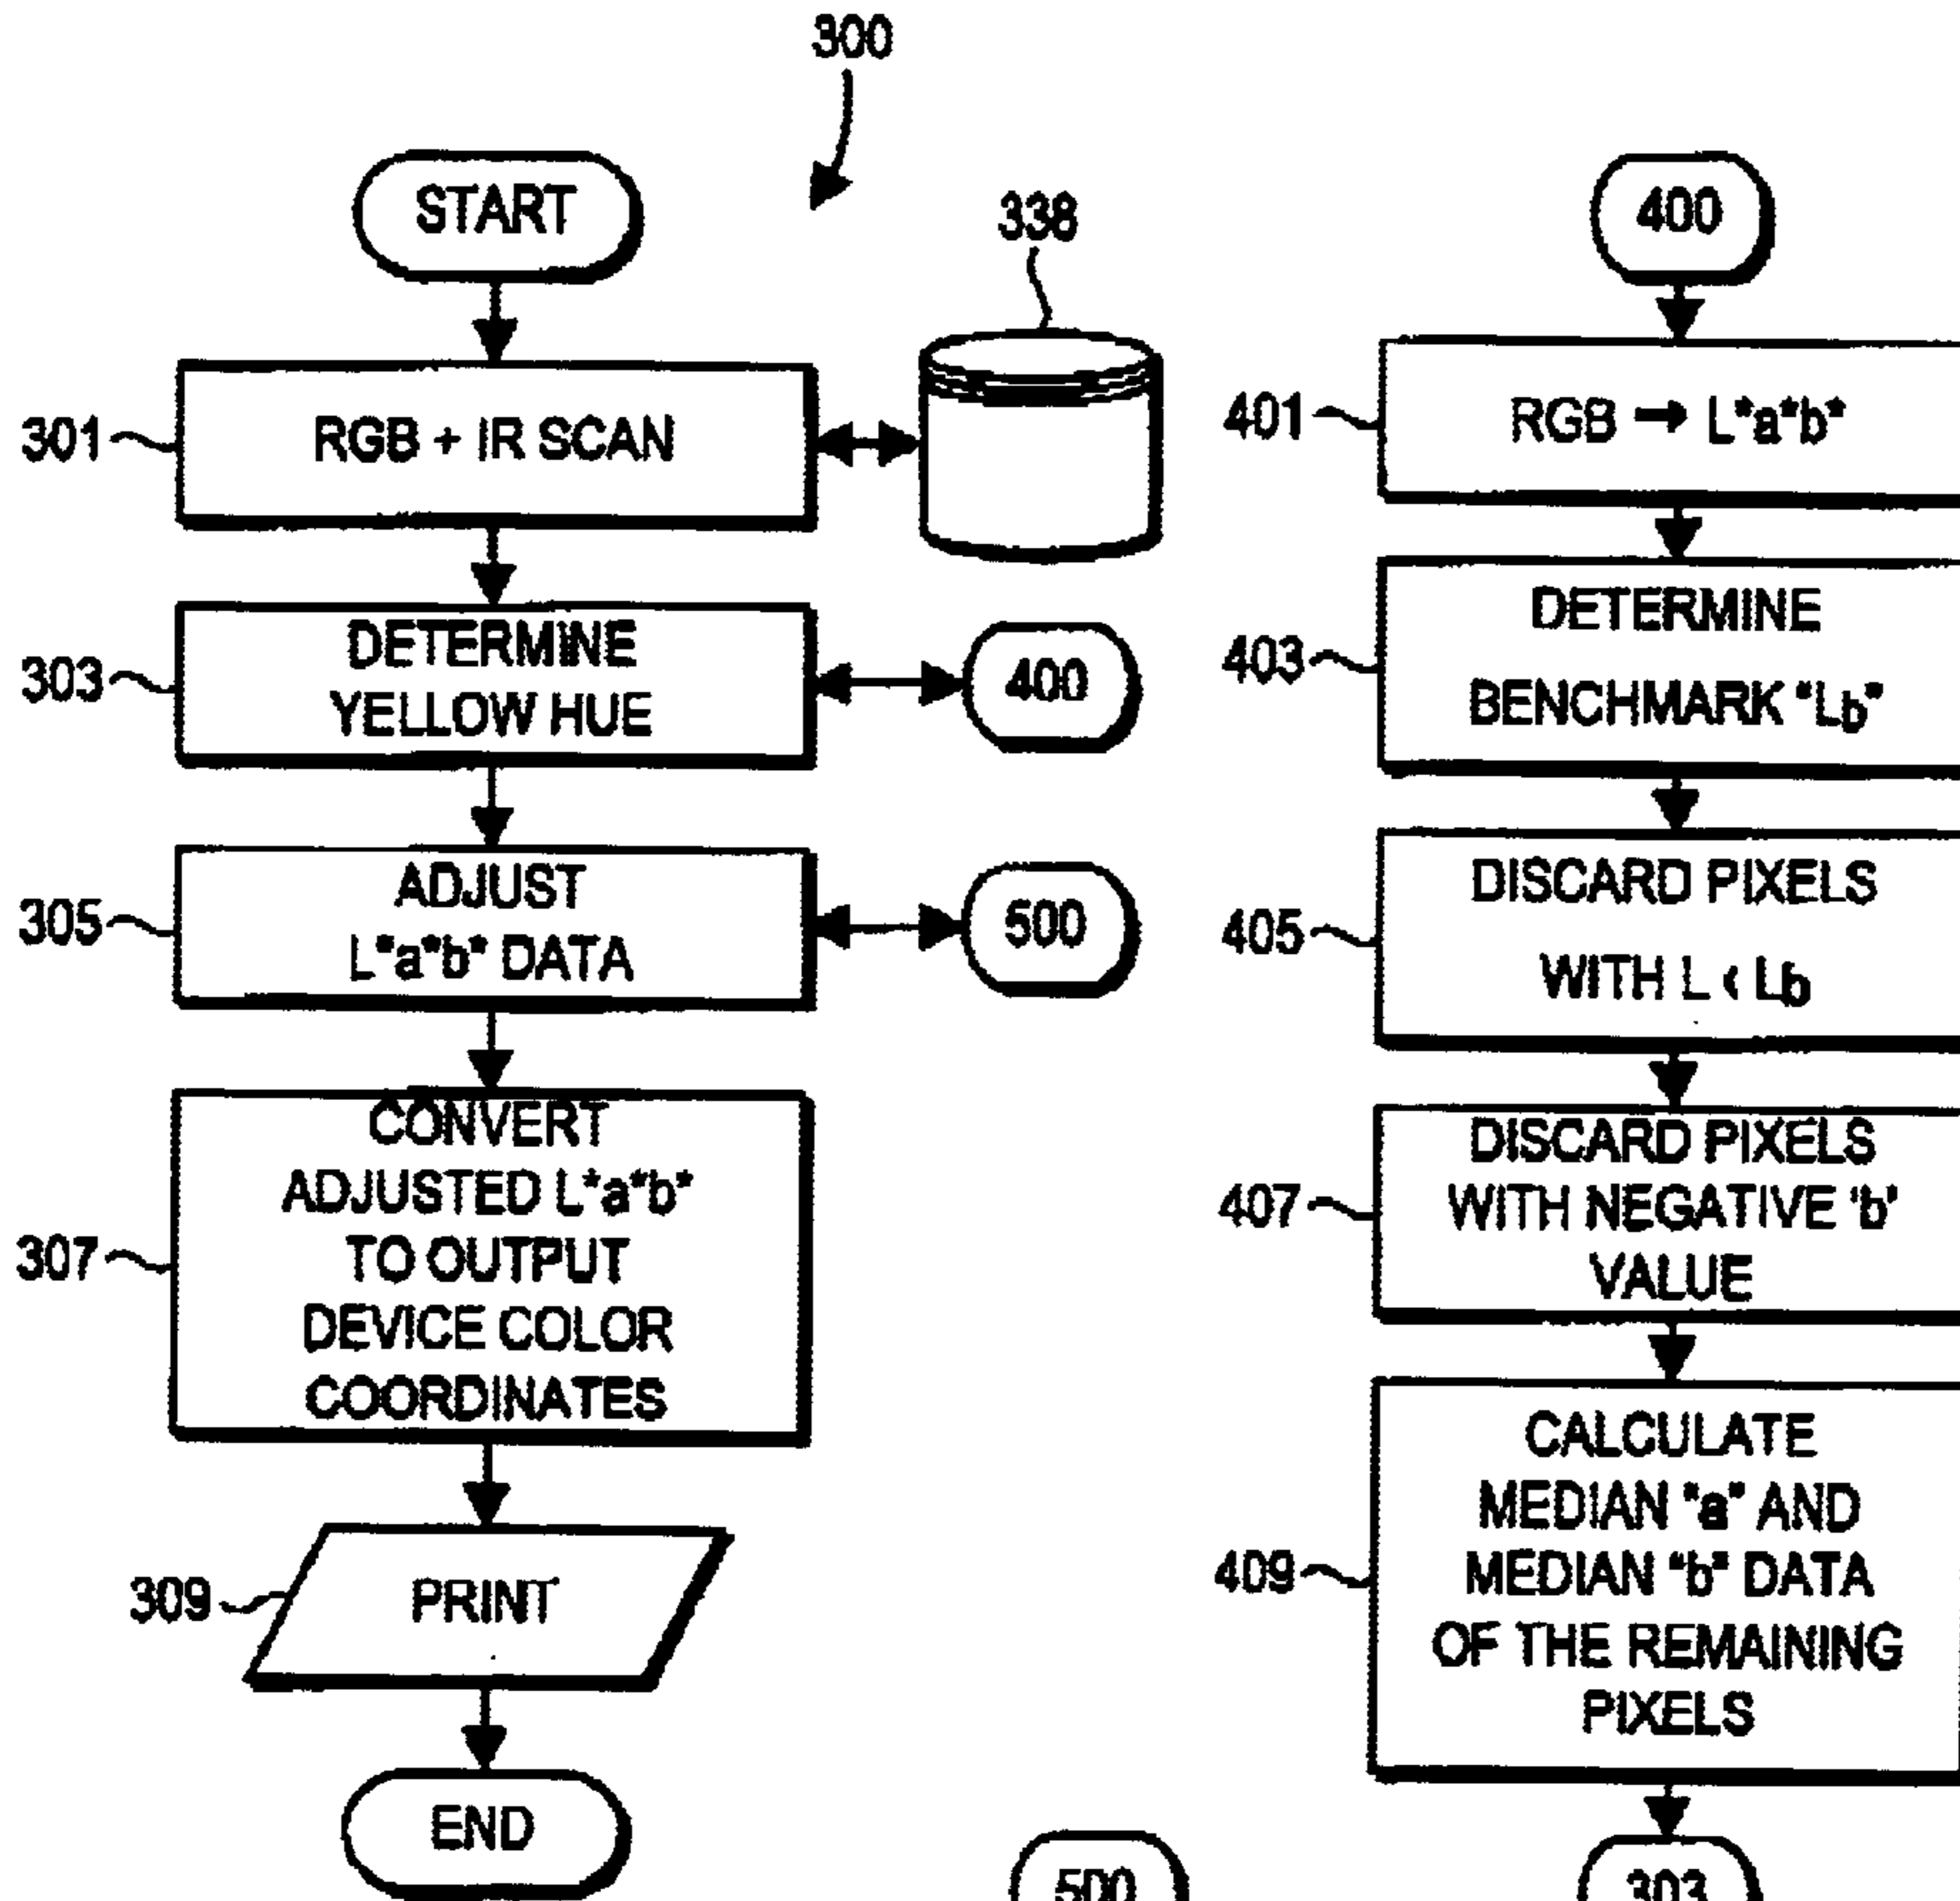 300
START
338
301
RGB + IR SCAN
303
DETERMINE
YELLOW HUE
400
305
ADJUST
L*a*b* DATA
500
307
CONVERT
ADJUSTED L*a*b*
TO OUTPUT
DEVICE COLOR
COORDINATES
309
PRINT
END
400
401
RGB → L*a*b*
403
DETERMINE
BENCHMARK "Lb"
405
DISCARD PIXELS
WITH L < Lb
407
DISCARD PIXELS
WITH NEGATIVE 'b'
VALUE
409
CALCULATE
MEDIAN "a" AND
MEDIAN "b" DATA
OF THE REMAINING
PIXELS
500
303